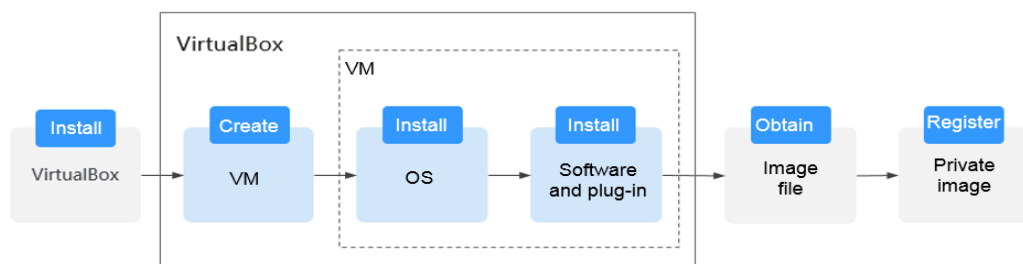 VirtualBox
VM
Install
VirtualBox
Create
VM
Install
OS
Install
Software
and plug-in
Obtain
Image
file
Register
Private
image